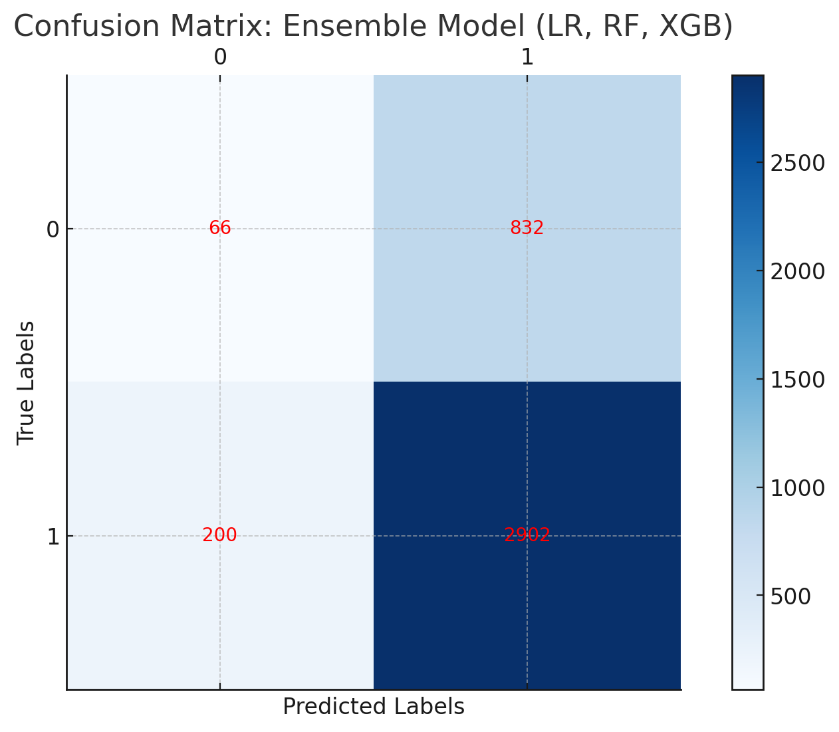 Confusion Matrix: Ensemble Model (LR, RF, XGB)
0 1
0 66 832
1 200 2902
True Labels
Predicted Labels
2500
2000
1500
1000
500